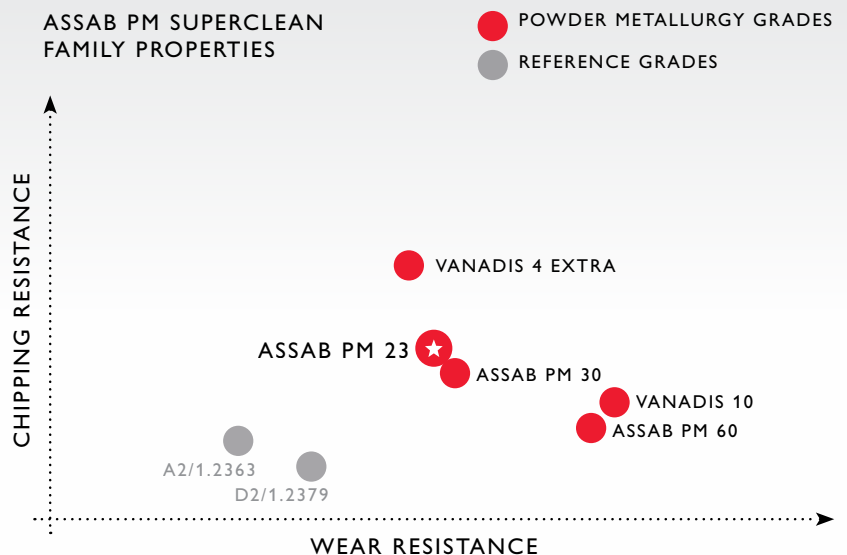 ASSAB PM SUPERCLEAN
FAMILY PROPERTIES
POWDER METALLURGY GRADES
REFERENCE GRADES
CHIPPING RESISTANCE
VANADIS 4 EXTRA
ASSAB PM 23
ASSAB PM 30
VANADIS 10
ASSAB PM 60
A2/1.2363
D2/1.2379
WEAR RESISTANCE